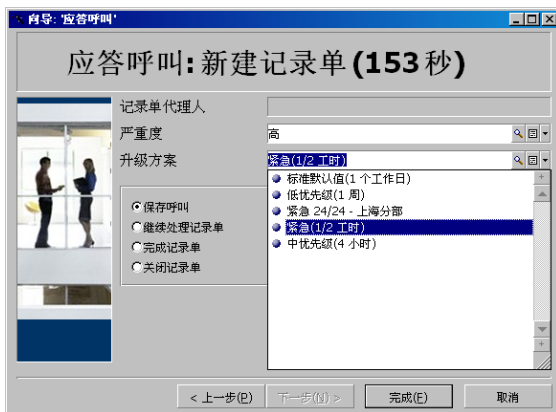 向导: '应答呼叫'
应答呼叫:新建记录单(153秒)
记录单代理人
严重度
高
升级方案
紧急(1/2 工时)
标准默认值(1 个工作日)
低优先级(1 周)
紧急 24/24 - 上海分部
紧急(1/2 工时)
中优先级(4 小时)
保存呼叫
继续处理记录单
完成记录单
关闭记录单
< 上一步(P)
下一步(N) >
完成(F)
取消